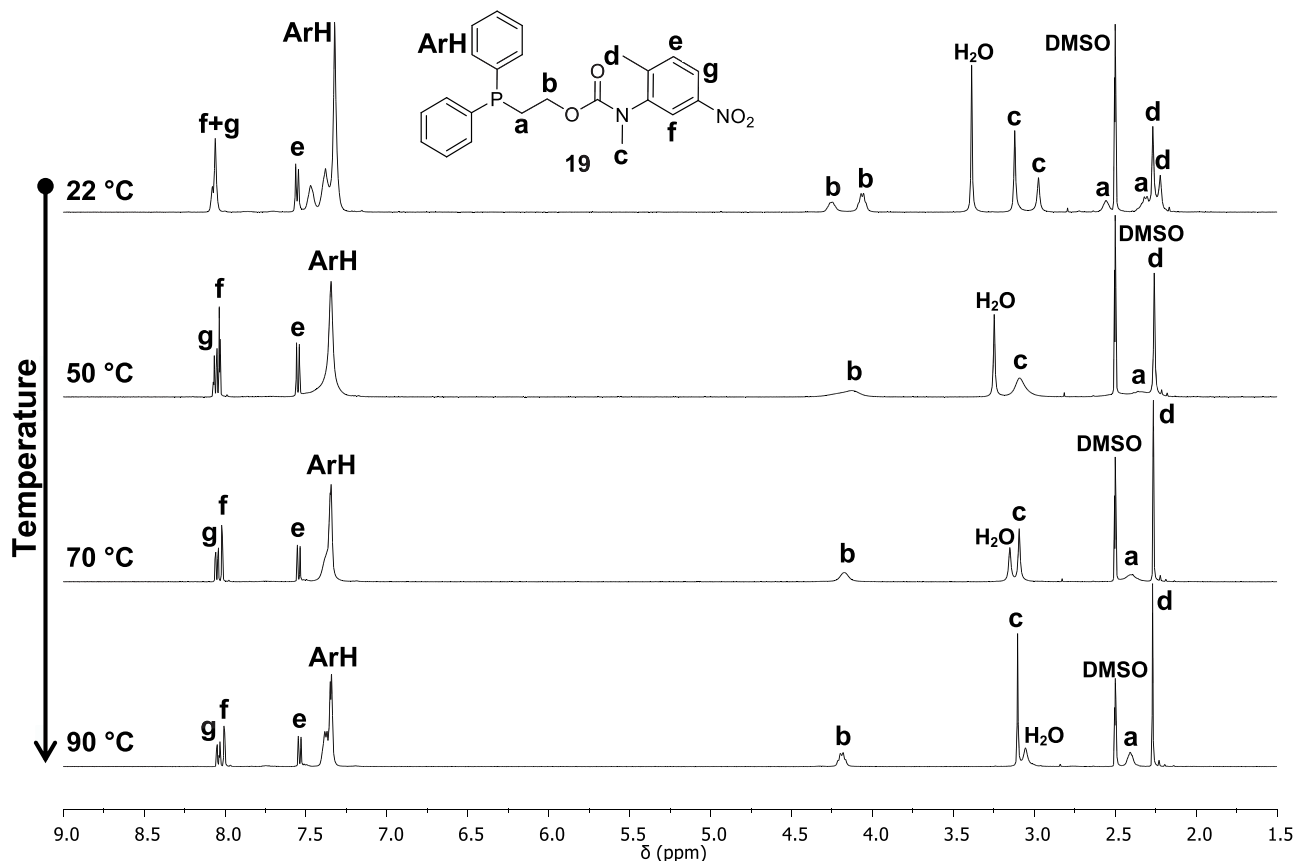 ArH
ArH
d
e
g
b
O
P
O
N
NO₂
a
f
c
19
H₂O
DMSO
f+g
e
b
b
c
c
a
a
d
d
22 °C
ArH
DMSO
d
f
g
e
H₂O
c
b
a
50 °C
Temperature
ArH
d
DMSO
f
g
e
c
H₂O
b
a
70 °C
c
d
ArH
DMSO
f
g
e
b
H₂O
a
90 °C
9.0 8.5 8.0 7.5 7.0 6.5 6.0 5.5 5.0 4.5 4.0 3.5 3.0 2.5 2.0 1.5
δ (ppm)